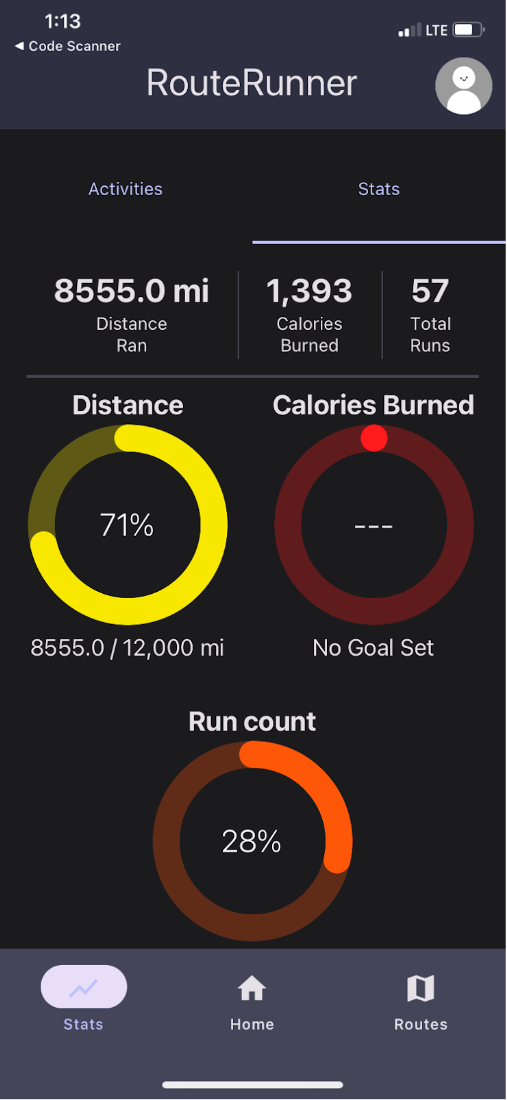 1:13
LTE
◀ Code Scanner
RouteRunner
Activities
Stats
8555.0 mi
Distance
Ran
1,393
Calories
Burned
57
Total
Runs
Distance
71%
8555.0 / 12,000 mi
Calories Burned
---
No Goal Set
Run count
28%
Stats
Home
Routes